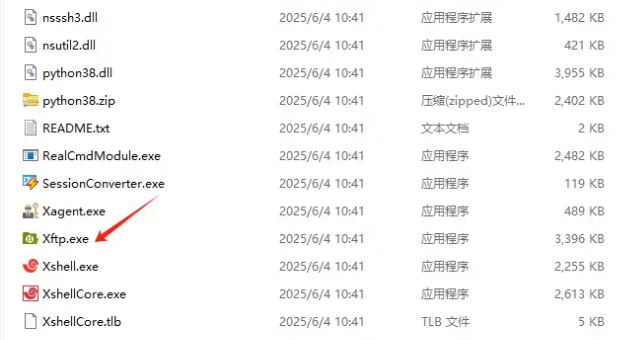 nsssh3.dll 2025/6/4 10:41 应用程序扩展 1,482 KB
nsutil2.dll 2025/6/4 10:41 应用程序扩展 421 KB
python38.dll 2025/6/4 10:41 应用程序扩展 3,955 KB
python38.zip 2025/6/4 10:41 压缩(zipped)文件... 2,402 KB
README.txt 2025/6/4 10:41 文本文档 2 KB
RealCmdModule.exe 2025/6/4 10:41 应用程序 2,482 KB
SessionConverter.exe 2025/6/4 10:41 应用程序 119 KB
Xagent.exe 2025/6/4 10:41 应用程序 489 KB
Xftp.exe 2025/6/4 10:41 应用程序 3,396 KB
Xshell.exe 2025/6/4 10:41 应用程序 2,255 KB
XshellCore.exe 2025/6/4 10:41 应用程序 2,613 KB
XshellCore.tlb 2025/6/4 10:41 TLB 文件 5 KB